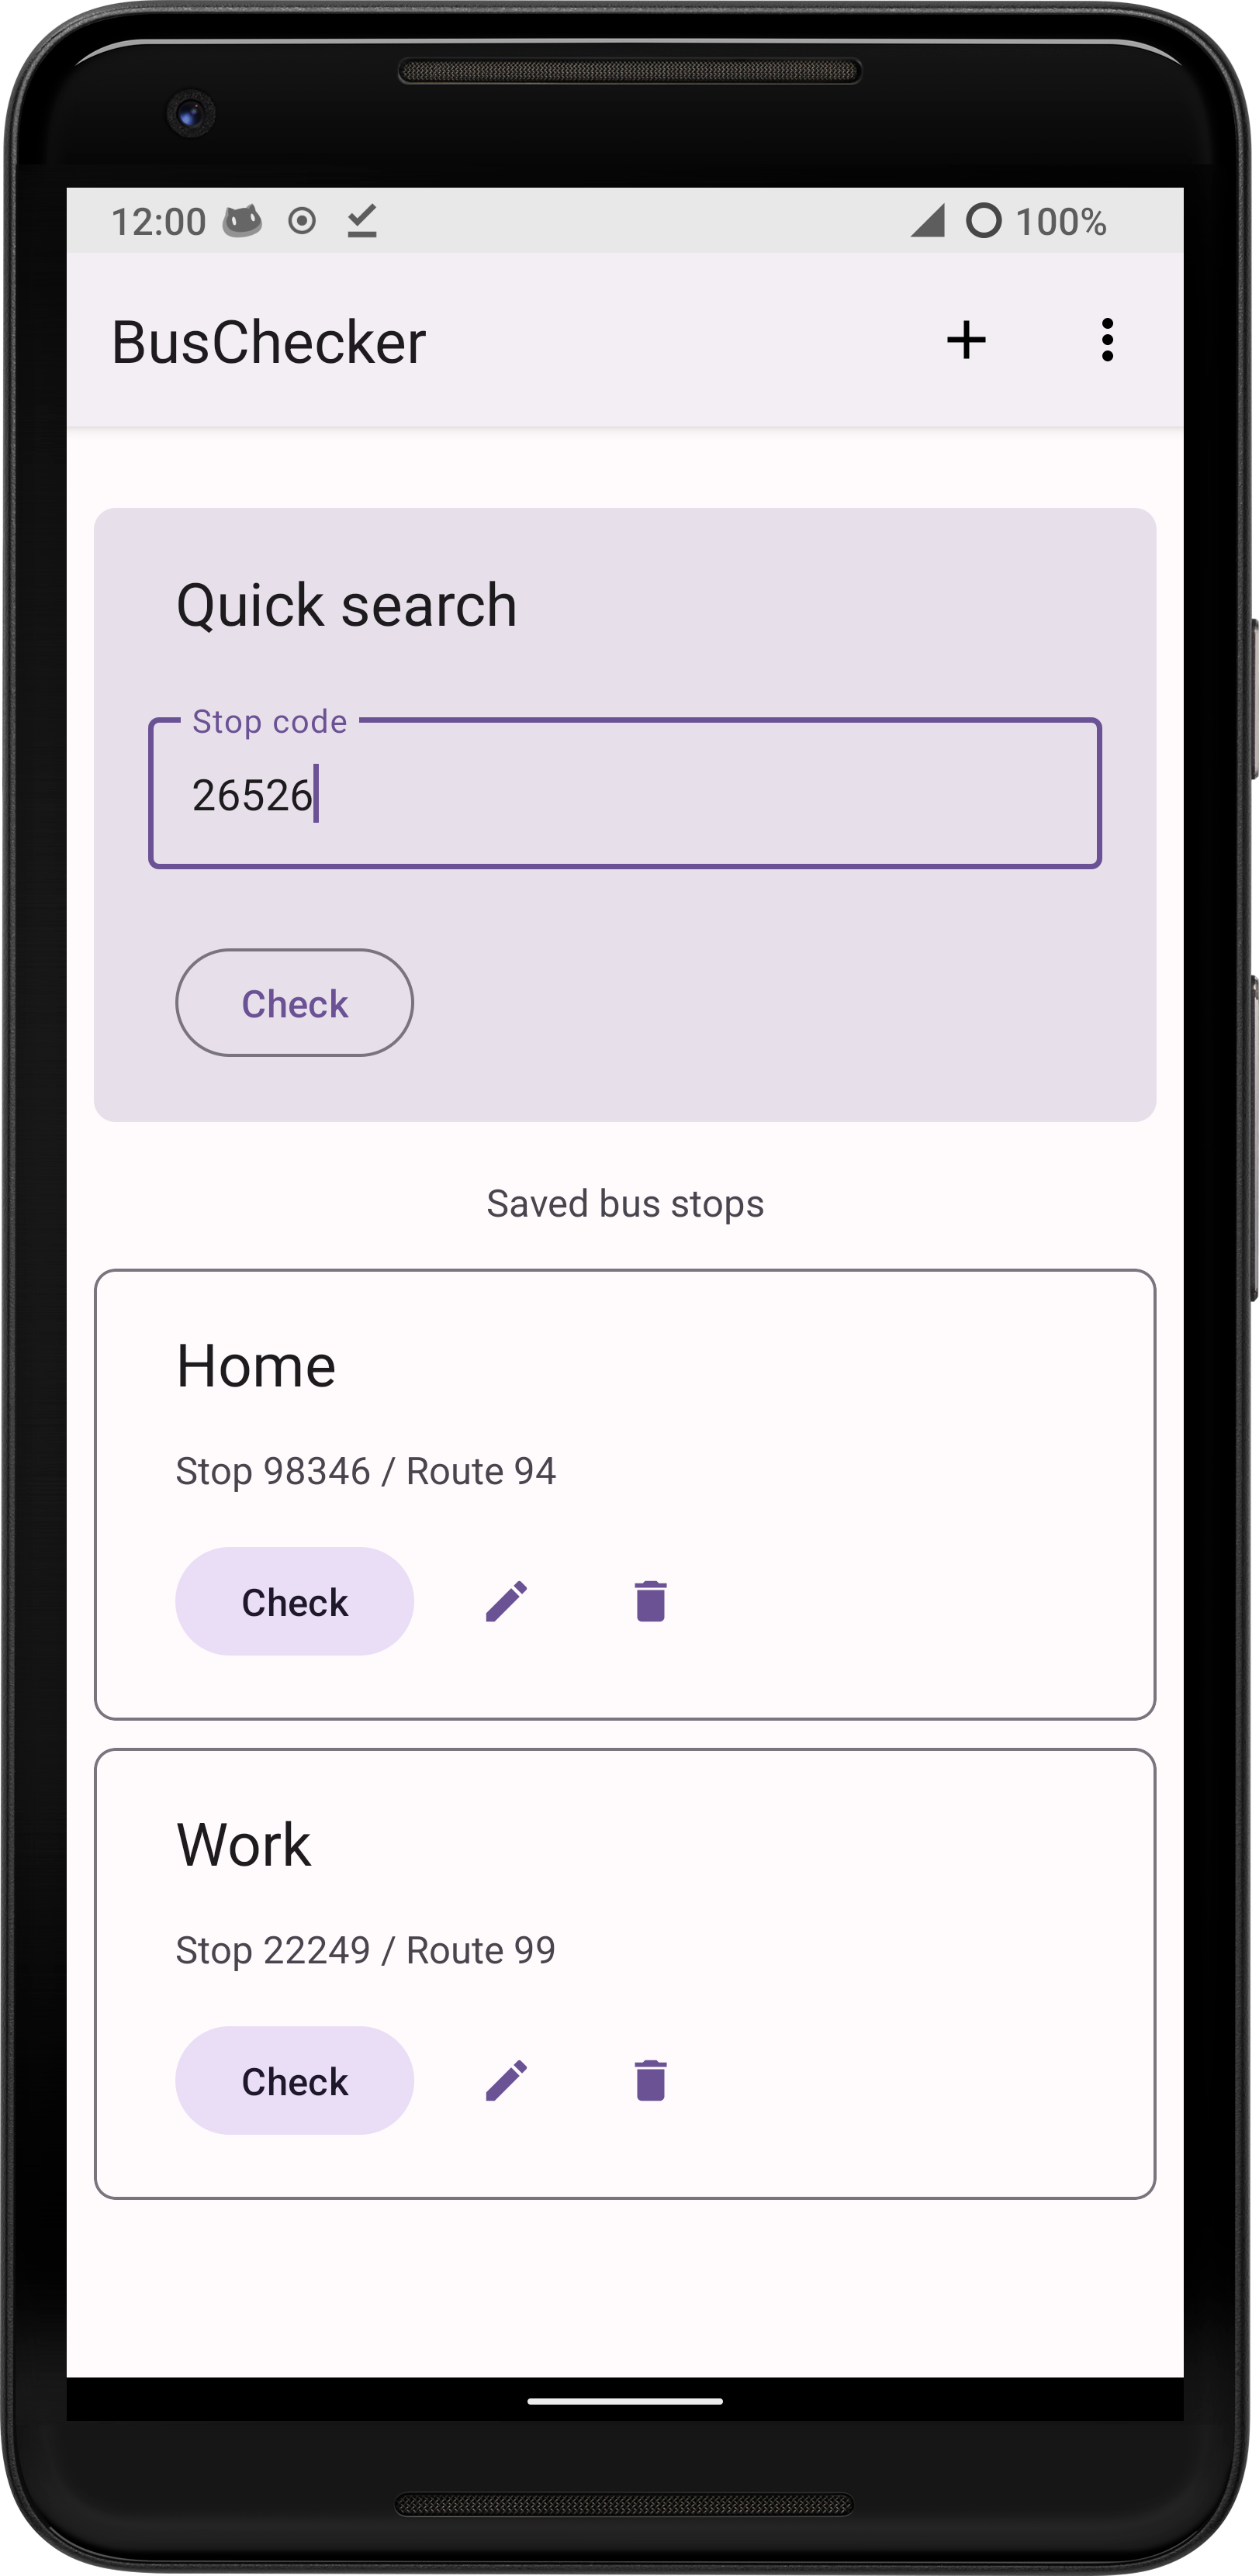 12:00 100%
BusChecker
Quick search
Stop code
26526
Check
Saved bus stops
Home
Stop 98346 / Route 94
Check
Work
Stop 22249 / Route 99
Check